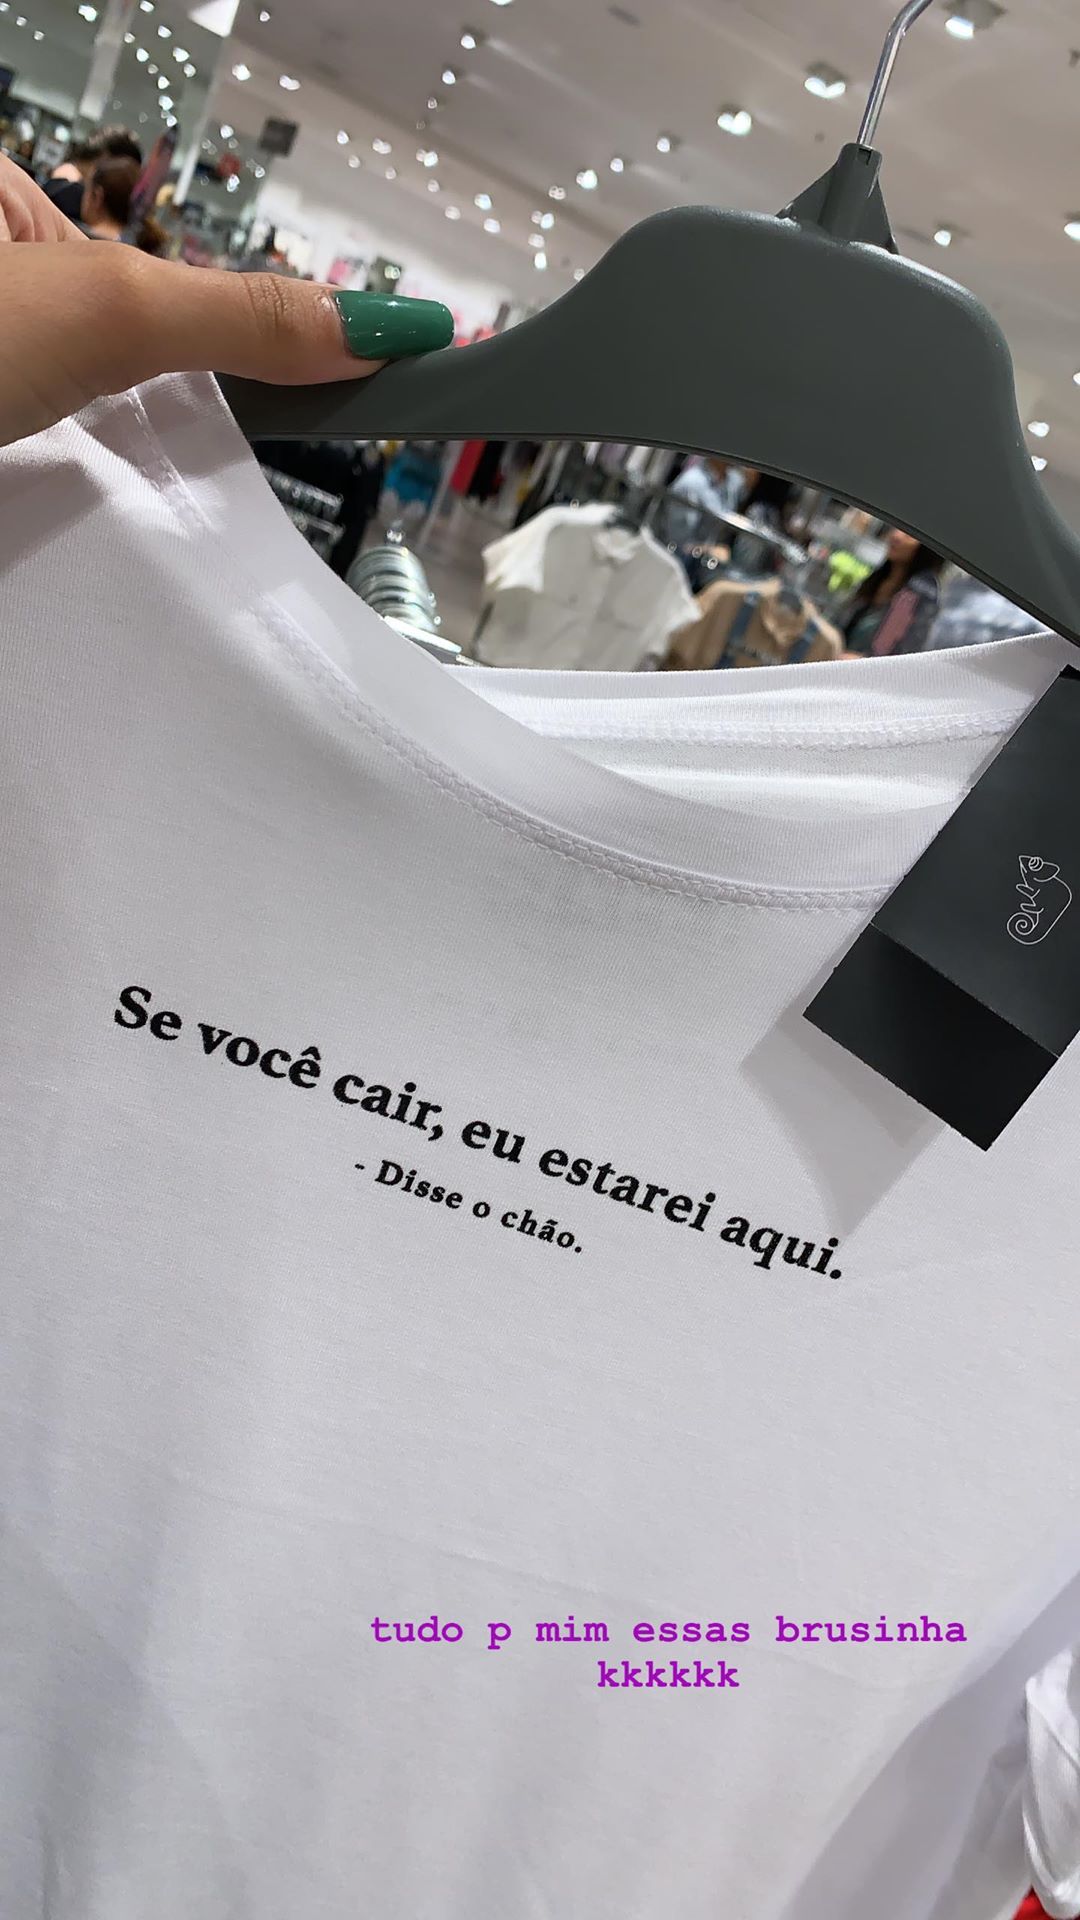 Se você cair, eu estarei aqui.
- Disse o chão.
tudo p mim essas brusinha
kkkkkk